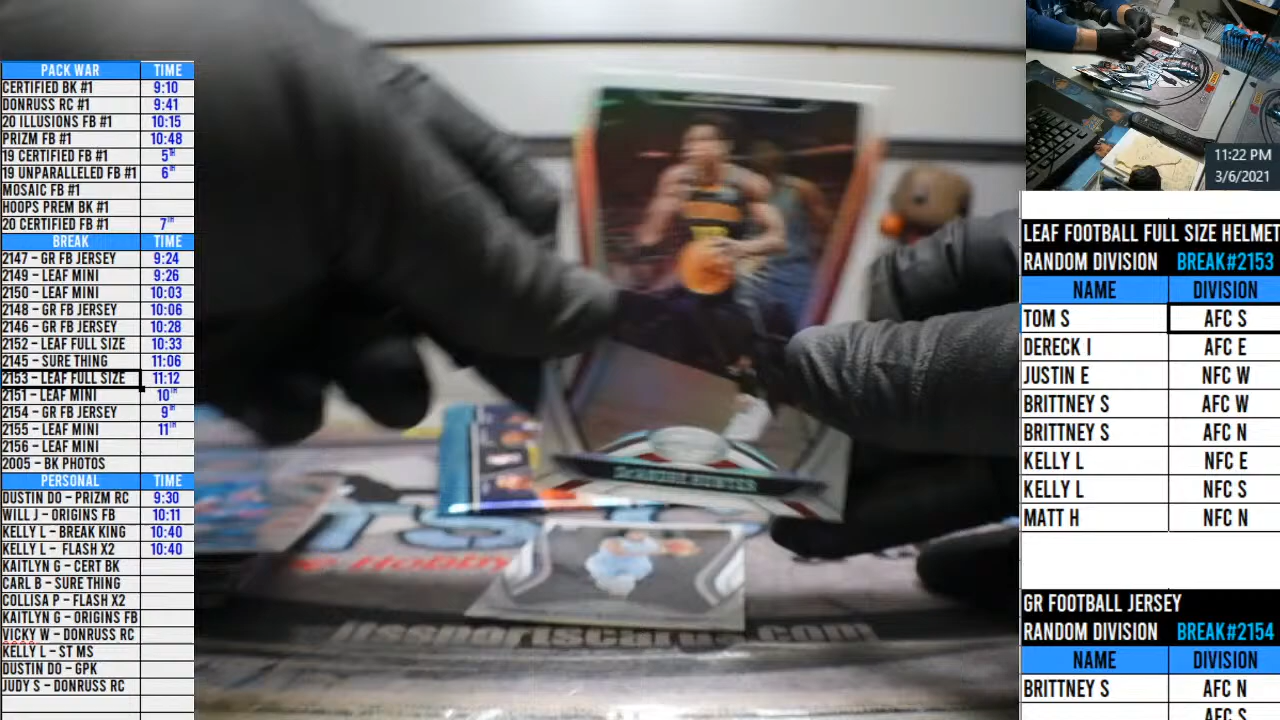 PACK WAR TIME
CERTIFIED BK #1 9:10
DONRUSS RC #1 9:41
20 ILLUSIONS FB #1 10:15
PRIZM FB #1 10:48
19 CERTIFIED FB #1 5TH
19 UNPARALLELED FB #1 6TH
MOSAIC FB #1
HOOPS PREM BK #1
20 CERTIFIED FB #1 7TH
BREAK TIME
2147 – GR FB JERSEY 9:24
2149 – LEAF MINI 9:26
2150 – LEAF MINI 10:03
2148 – GR FB JERSEY 10:06
2146 – GR FB JERSEY 10:28
2152 – LEAF FULL SIZE 10:33
2145 – SURE THING 11:06
2153 – LEAF FULL SIZE 11:12
2151 – LEAF MINI 10TH
2154 – GR FB JERSEY 9TH
2155 – LEAF MINI 11TH
2156 – LEAF MINI
2005 – BK PHOTOS
PERSONAL TIME
DUSTIN DO – PRIZM RC 9:30
WILL J – ORIGINS FB 10:11
KELLY L – BREAK KING 10:40
KELLY L – FLASH X2 10:40
KAITLYN G – CERT BK
CARL B – SURE THING
COLLISA P – FLASH X2
KAITLYN G – ORIGINS FB
VICKY W – DONRUSS RC
KELLY L – ST MS
DUSTIN DO – GPK
JUDY S – DONRUSS RC
Hobby
itssportschris.com
11:22 PM
3/6/2021
LEAF FOOTBALL FULL SIZE HELMET
RANDOM DIVISION BREAK#2153
NAME DIVISION
TOM S AFC S
DERECK I AFC E
JUSTIN E NFC W
BRITTNEY S AFC W
BRITTNEY S AFC N
KELLY L NFC E
KELLY L NFC S
MATT H NFC N
GR FOOTBALL JERSEY
RANDOM DIVISION BREAK#2154
NAME DIVISION
BRITTNEY S AFC N
AFC S